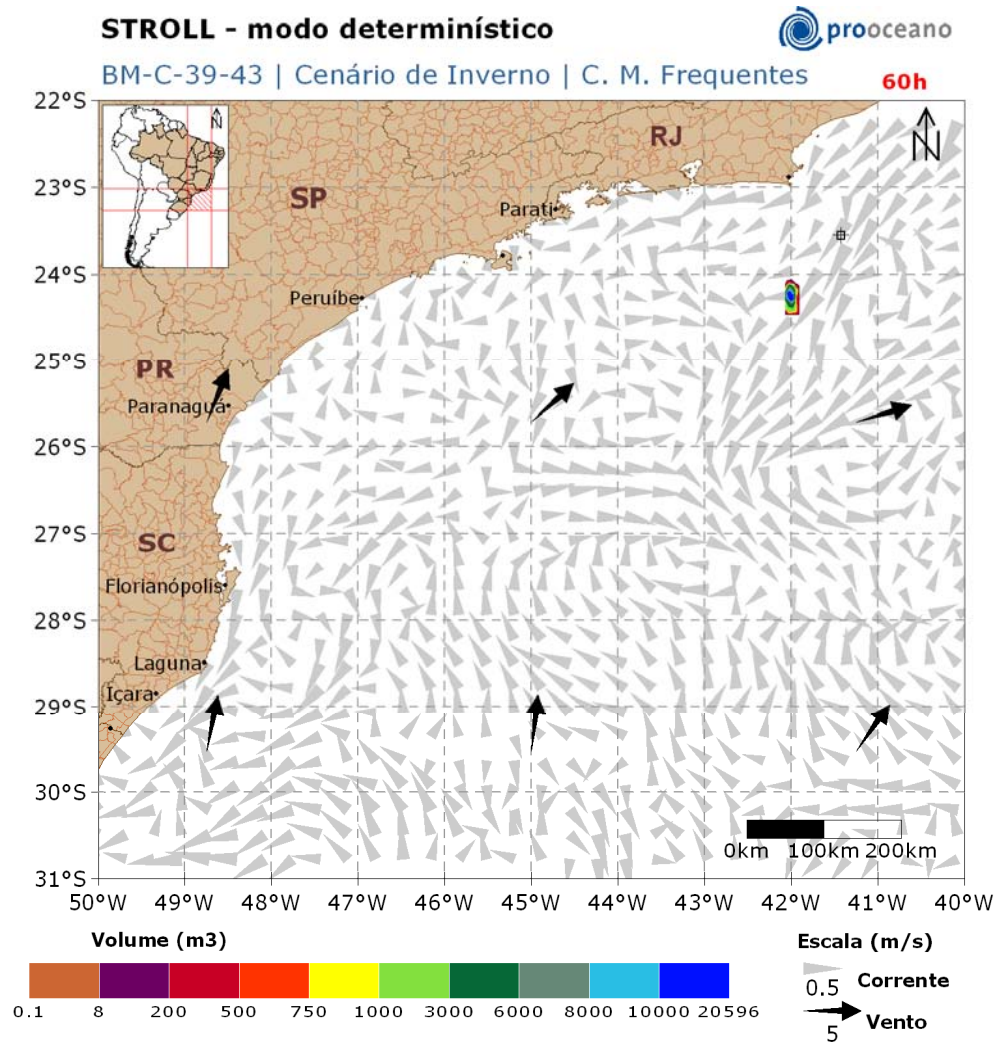 STROLL - modo determinístico
prooceano
BM-C-39-43 | Cenário de Inverno | C. M. Frequentes
60h
22°S
N
N
RJ
23°S
SP
Parati
24°S
Peruíbe
25°S
PR
Paranaguá
26°S
27°S
SC
Florianópolis
28°S
Laguna
Içara
29°S
30°S
0km 100km 200km
31°S
50°W 49°W 48°W 47°W 46°W 45°W 44°W 43°W 42°W 41°W 40°W
Volume (m3)
Escala (m/s)
0.5 Corrente
0.1 8 200 500 750 1000 3000 6000 8000 10000 20596
5 Vento